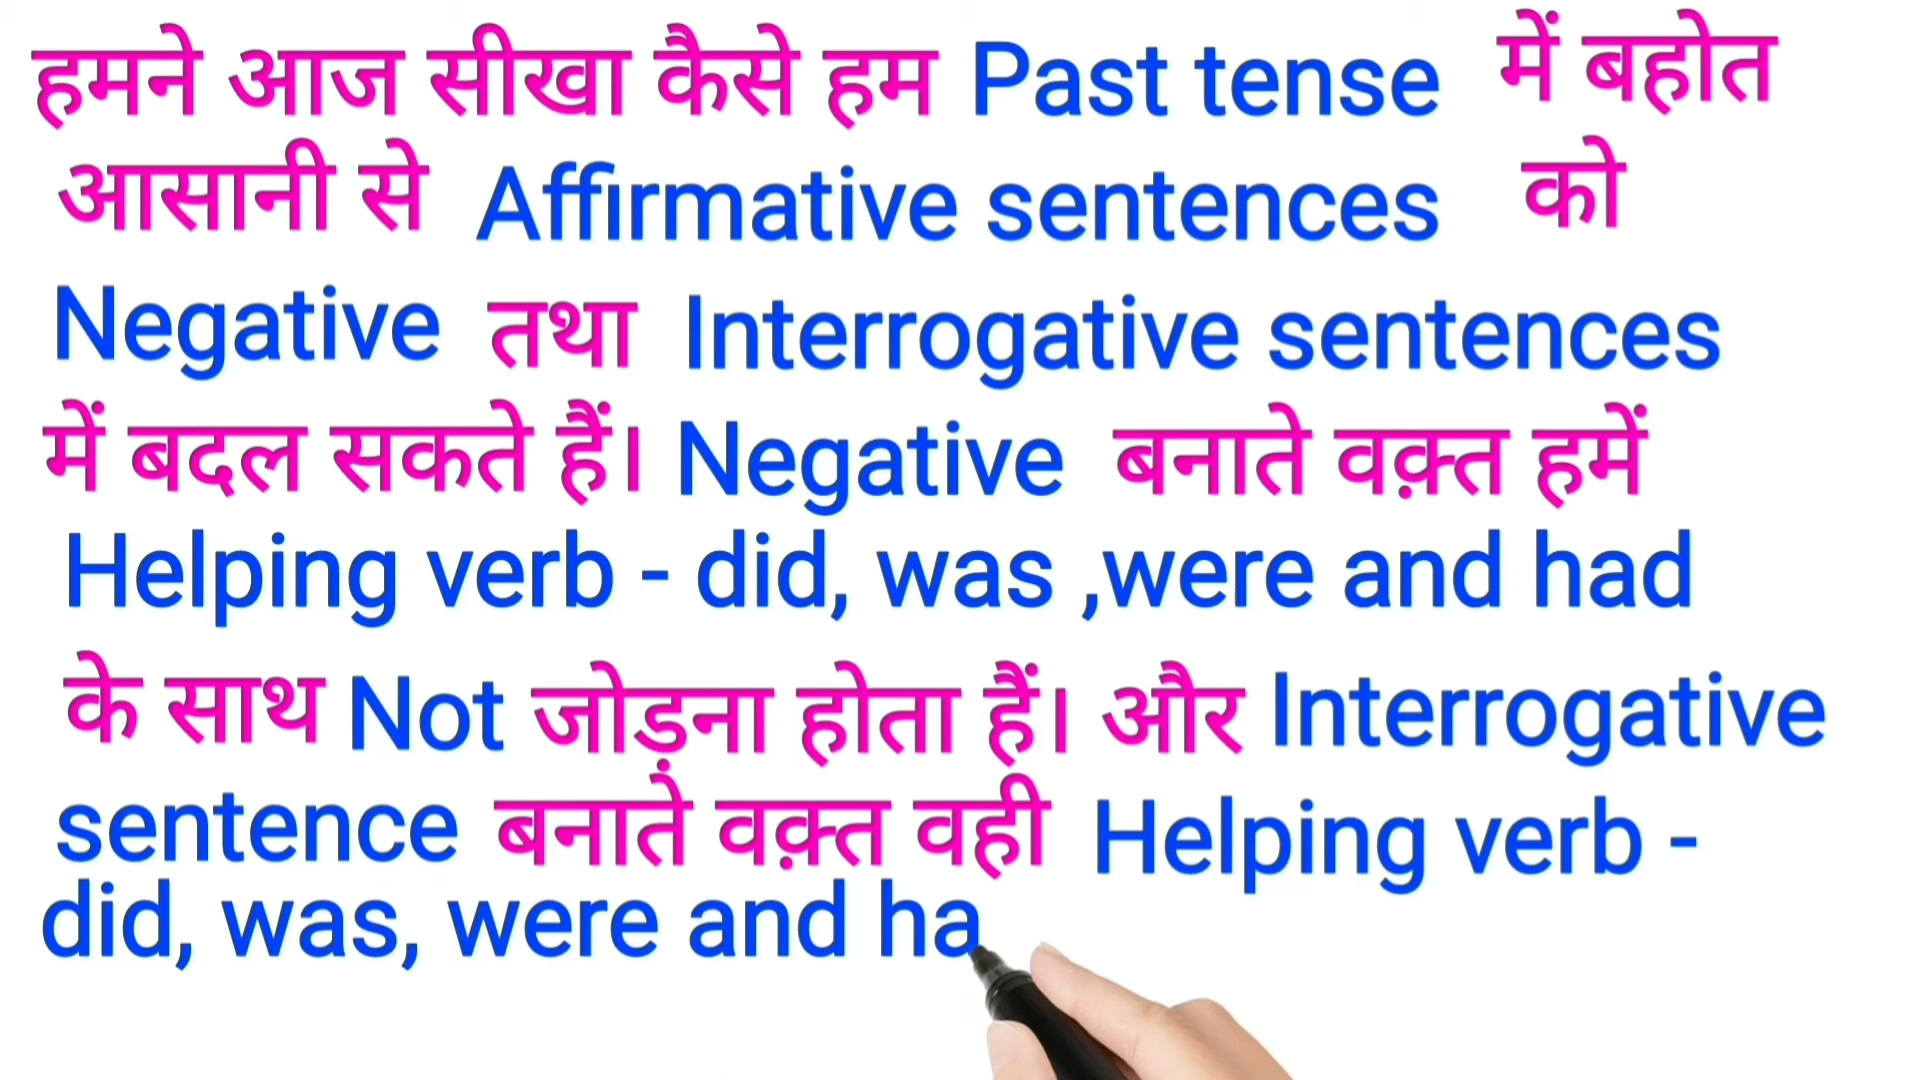 हमने आज सीखा कैसे हम Past tense में बहोत
आसानी से Affirmative sentences को
Negative तथा Interrogative sentences
में बदल सकते हैं। Negative बनाते वक़्त हमें
Helping verb - did, was ,were and had
के साथ Not जोड़ना होता हैं। और Interrogative
sentence बनाते वक़्त वही Helping verb -
did, was, were and ha